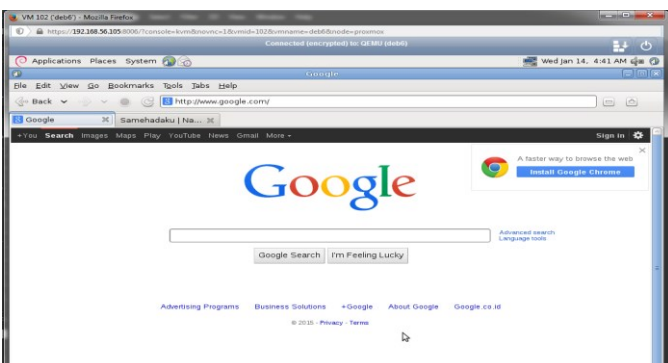 VM 102 ('deb6') - Mozilla Firefox
https://192.168.56.105:8006/?console=kvm&novnc=1&vmid=102&vmname=deb6&node=proxmox
Connected (encrypted) to: QEMU (deb6)
Applications Places System Wed Jan 14, 4:41 AM
Google
File Edit View Go Bookmarks Tools Tabs Help
Back http://www.google.com/
Google Samehadaku | Na...
+You Search Images Maps Play YouTube News Gmail More Sign in
A faster way to browse the web
Install Google Chrome
Google
Advanced search
Language tools
Google Search I'm Feeling Lucky
Advertising Programs Business Solutions +Google About Google Google.co.id
© 2015 - Privacy - Terms